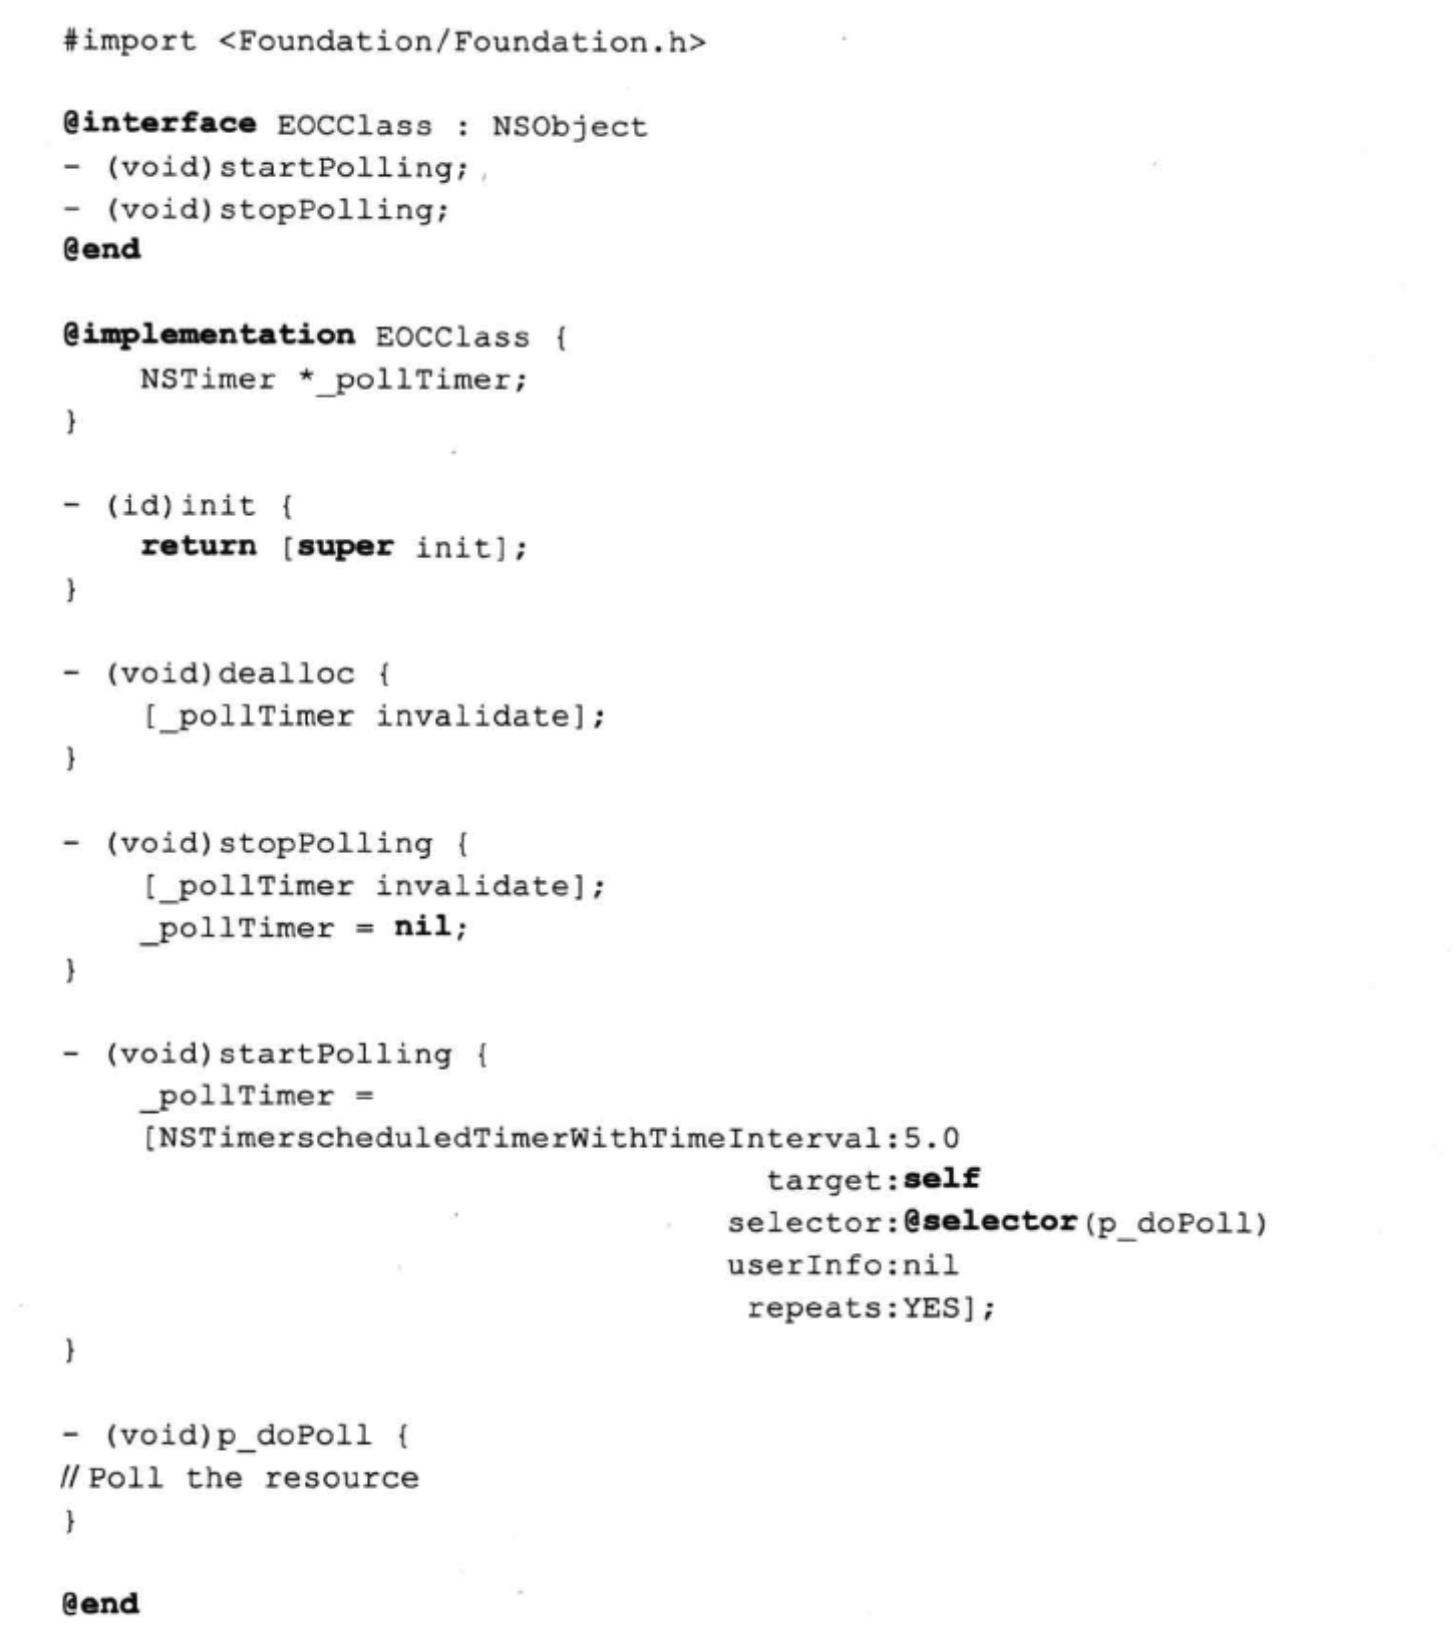 #import <Foundation/Foundation.h>
@interface EOCClass : NSObject
- (void)startPolling;
- (void)stopPolling;
@end
@implementation EOCClass {
    NSTimer *_pollTimer;
}
- (id)init {
    return [super init];
}
- (void)dealloc {
    [_pollTimer invalidate];
}
- (void)stopPolling {
    [_pollTimer invalidate];
    _pollTimer = nil;
}
- (void)startPolling {
    _pollTimer =
    [NSTimerscheduledTimerWithTimeInterval:5.0
                                    target:self
                                  selector:@selector(p_doPoll)
                                  userInfo:nil
                                   repeats:YES];
}
- (void)p_doPoll {
// Poll the resource
}
@end